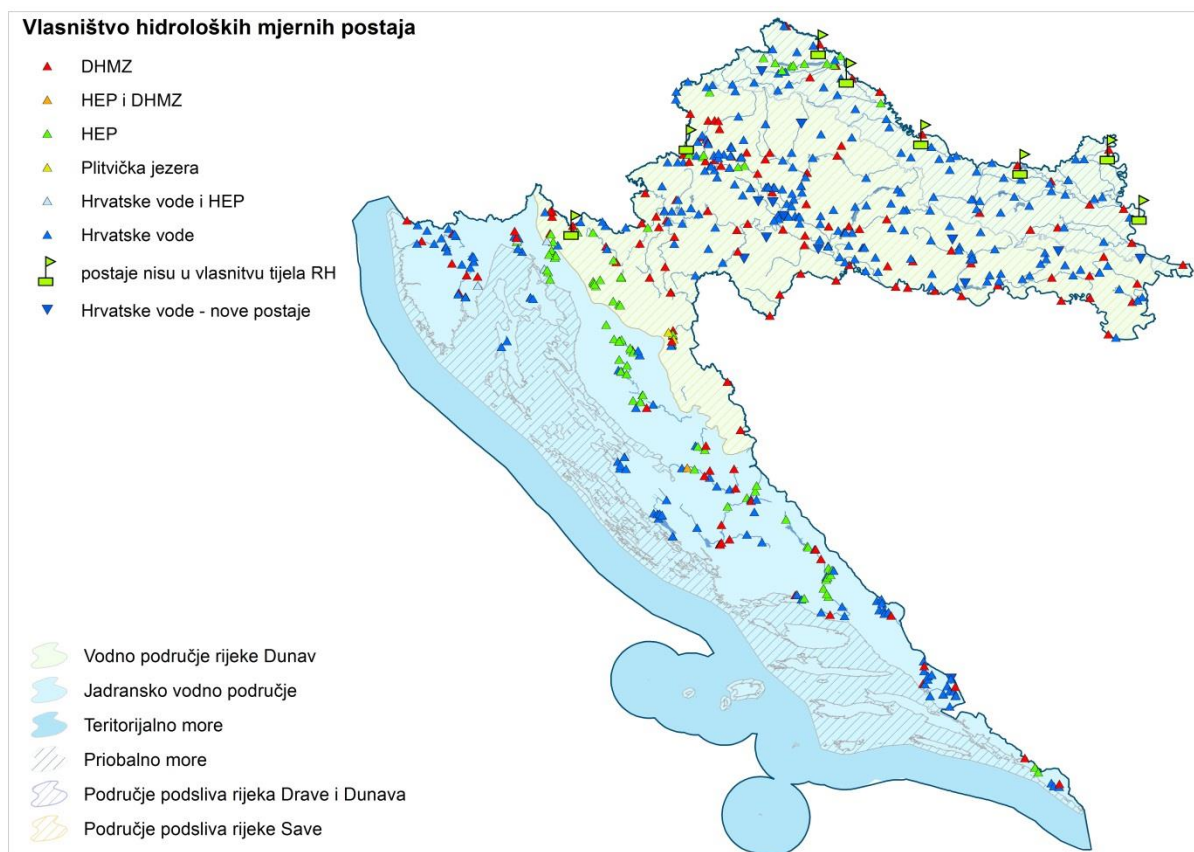 Vlasništvo hidroloških mjernih postaja
DHMZ
HEP i DHMZ
HEP
Plitvička jezera
Hrvatske vode i HEP
Hrvatske vode
postaje nisu u vlasnitvu tijela RH
Hrvatske vode - nove postaje
Vodno područje rijeke Dunav
Jadransko vodno područje
Teritorijalno more
Priobalno more
Područje podsliva rijeka Drave i Dunava
Područje podsliva rijeke Save